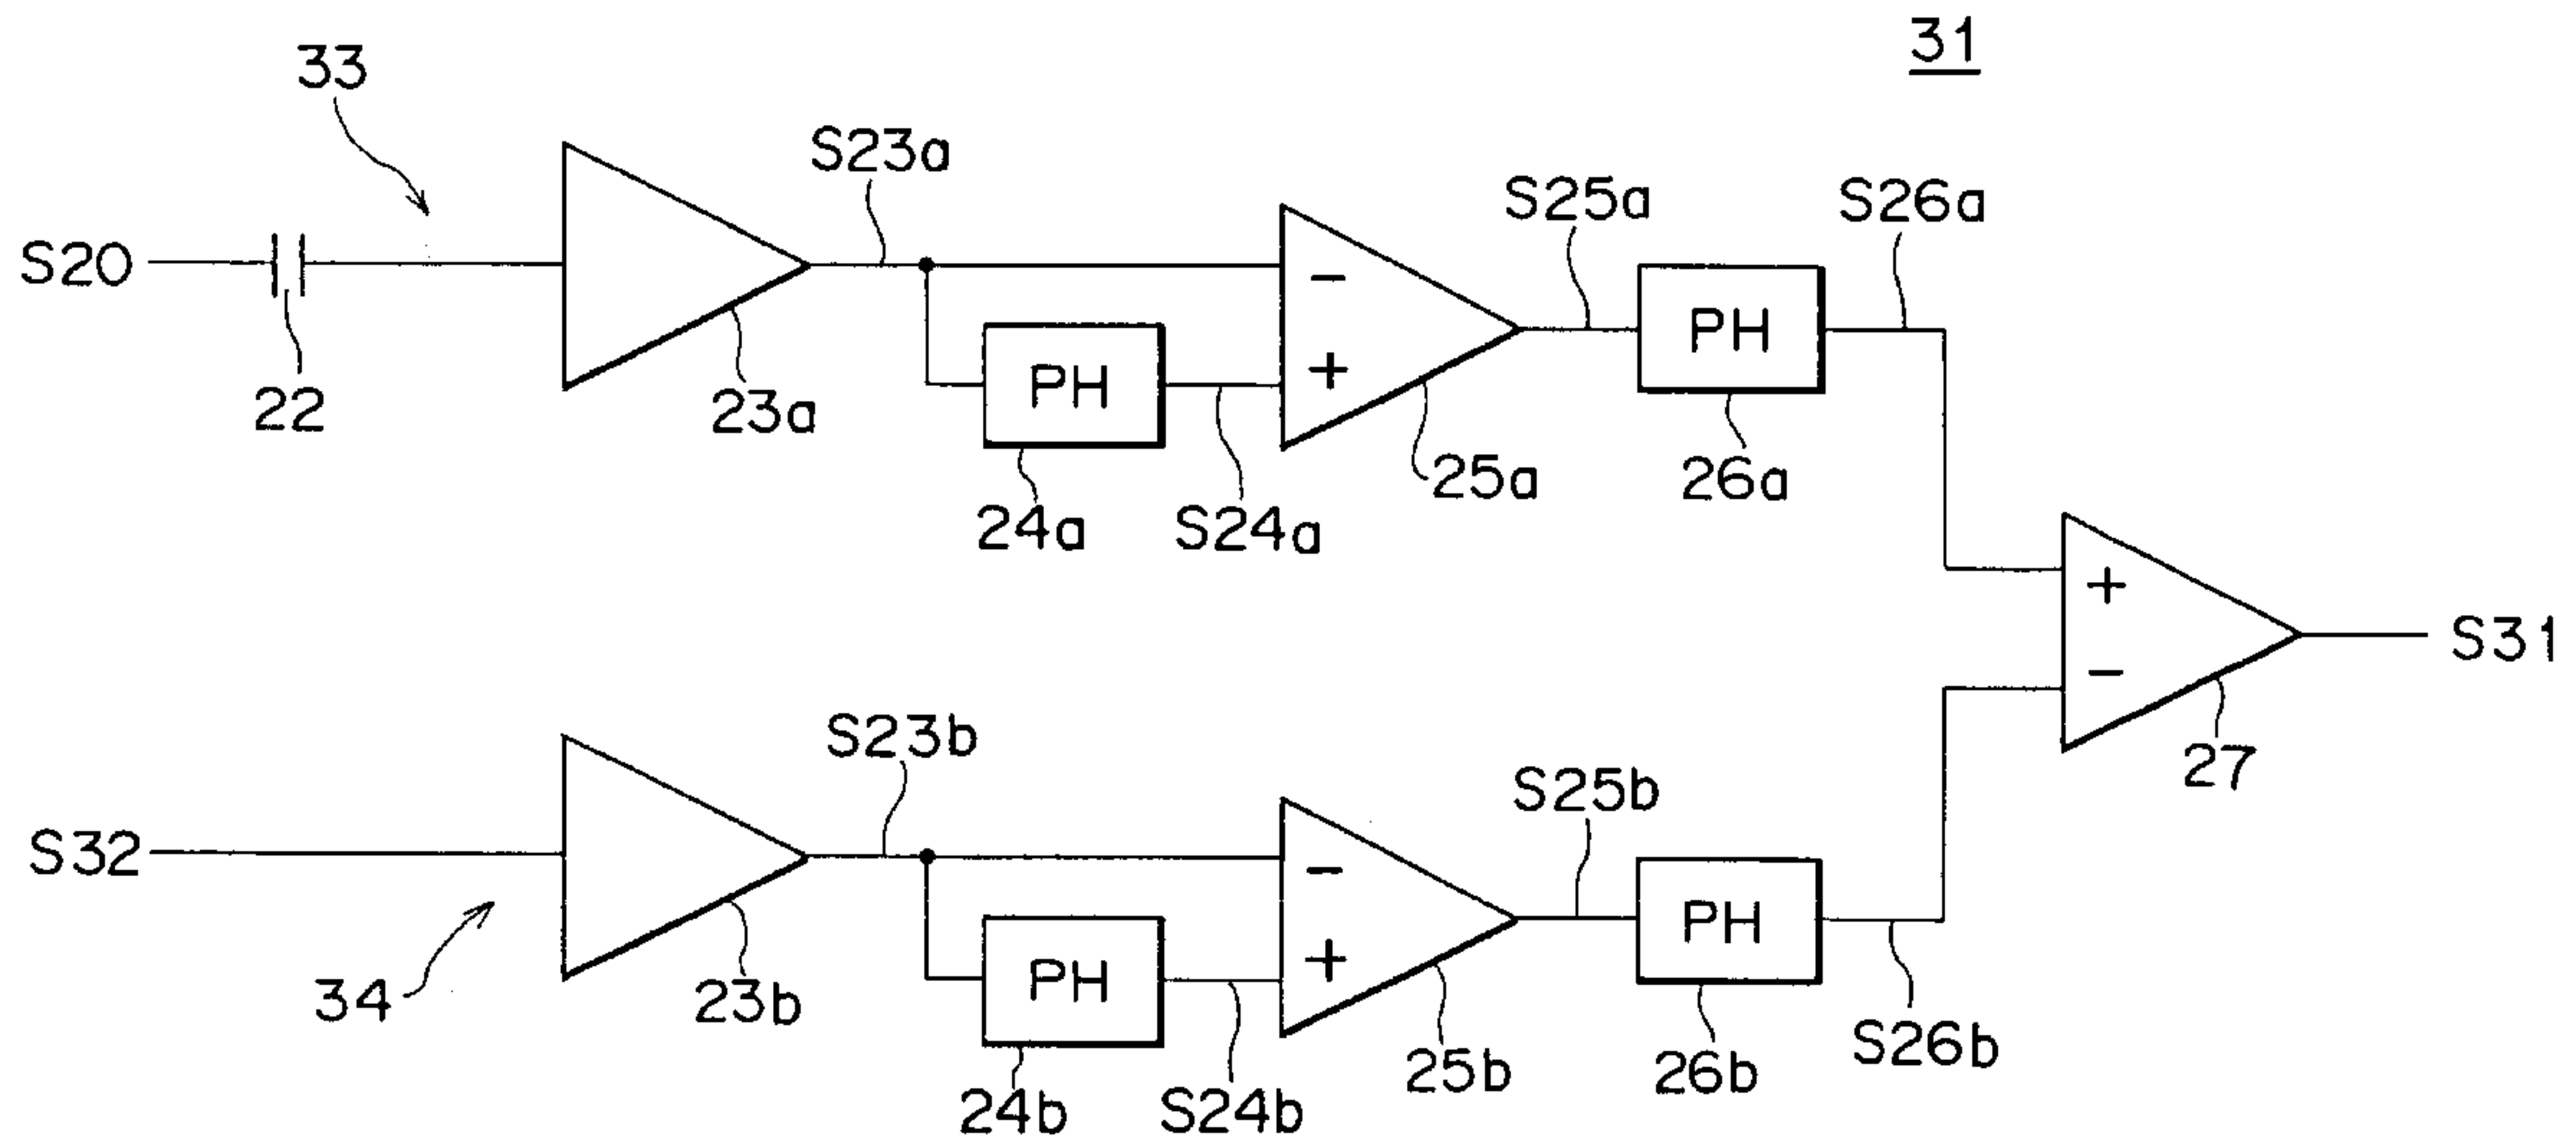 31
33
S23a
S25a
S26a
S20
-
PH
PH
+
22
23a
25a
26a
24a
S24a
+
S31
-
S23b
27
S25b
S32
-
PH
+
34
PH
23b
S26b
25b
26b
24b
S24b